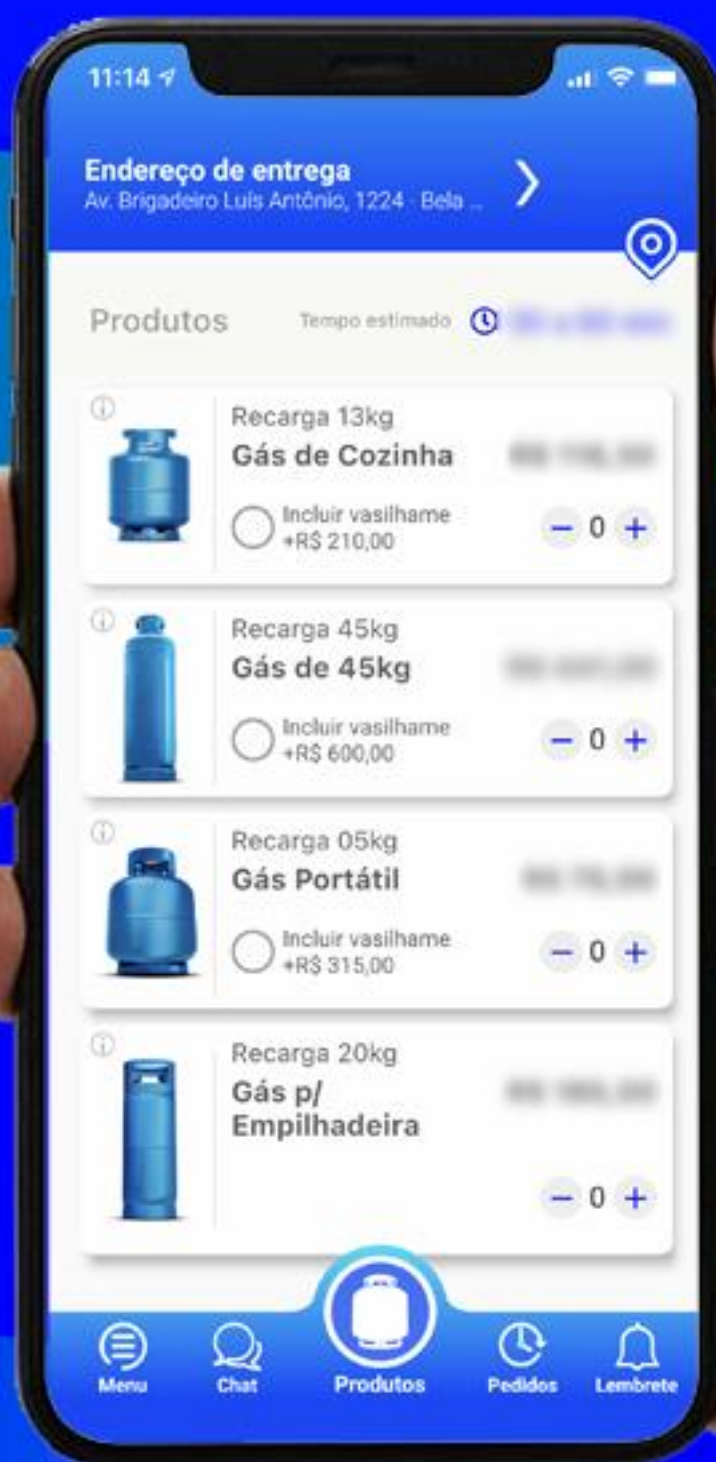 11:14
Endereço de entrega
Av. Brigadeiro Luís Antônio, 1224 - Bela ...
Produtos
Tempo estimado
Recarga 13kg
Gás de Cozinha
Incluir vasilhame
+R$ 210,00
0
Recarga 45kg
Gás de 45kg
Incluir vasilhame
+R$ 600,00
0
Recarga 05kg
Gás Portátil
Incluir vasilhame
+R$ 315,00
0
Recarga 20kg
Gás p/
Empilhadeira
0
Menu
Chat
Produtos
Pedidos
Lembrete